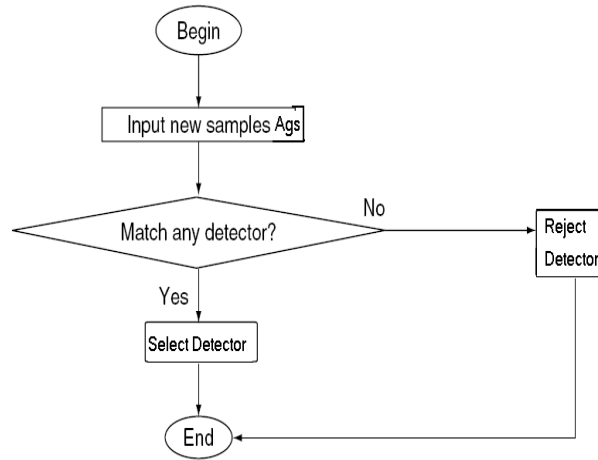 Begin
Input new samples Ags
Match any detector?
No
Reject
Detector
Yes
Select Detector
End